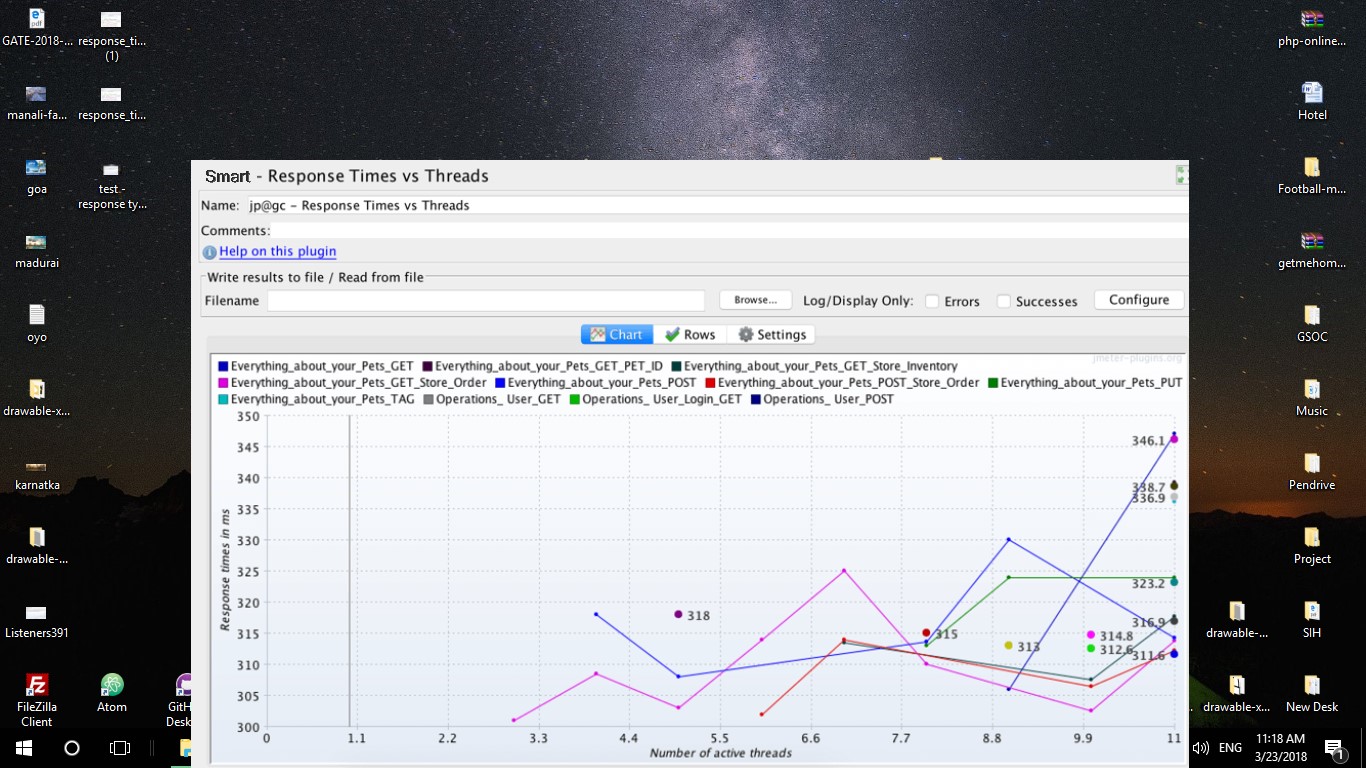 GATE-2018-...
response_ti...
(1)
manali-fa...
response_ti...
goa
test -
response ty...
madurai
oyo
drawable-x...
karnatka
drawable-...
Listeners391
FileZilla
Client
Atom
GitH
Desk
Smart - Response Times vs Threads
Name: jp@gc - Response Times vs Threads
Comments:
Help on this plugin
Write results to file / Read from file
Filename Browse... Log/Display Only: Errors Successes Configure
Chart Rows Settings
jmeter-plugins.org
Everything_about_your_Pets_GET Everything_about_your_Pets_GET_PET_ID Everything_about_your_Pets_GET_Store_Inventory
Everything_about_your_Pets_GET_Store_Order Everything_about_your_Pets_POST Everything_about_your_Pets_POST_Store_Order Everything_about_your_Pets_PUT
Everything_about_your_Pets_TAG Operations_ User_GET Operations_ User_Login_GET Operations_ User_POST
350
345
340
335
330
325
320
315
310
305
300
Response times in ms
346.1
338.7
336.9
323.2
318
316.9
315
314.8
313
312.6
311.6
0 1.1 2.2 3.3 4.4 5.5 6.6 7.7 8.8 9.9 11
Number of active threads
php-online...
Hotel
Football-m...
getmehom...
GSOC
Music
Pendrive
Project
drawable-...
SIH
drawable-x...
New Desk
ENG
11:18 AM
3/23/2018
1